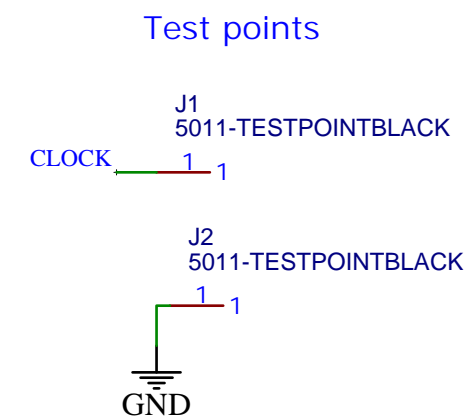 Test points
J1
5011-TESTPOINTBLACK
CLOCK
1
1
J2
5011-TESTPOINTBLACK
1
1
GND